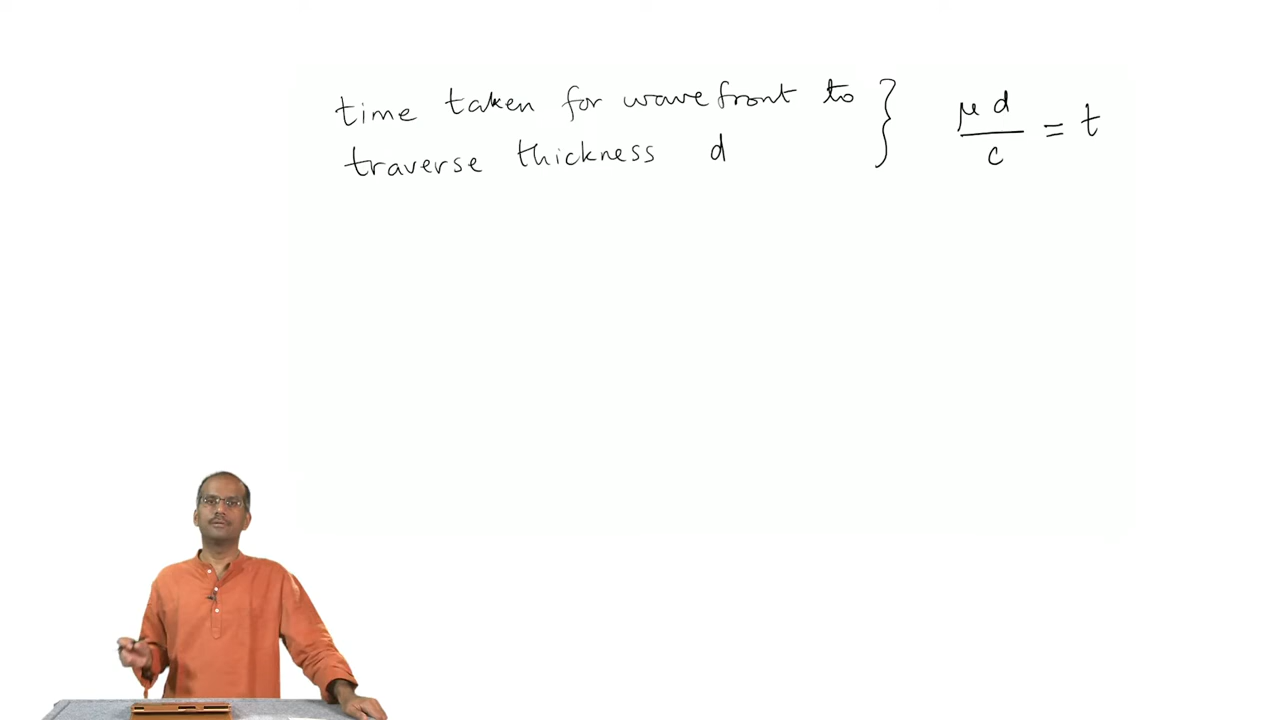 time taken for wavefront to
traverse thickness d } μd/c = t